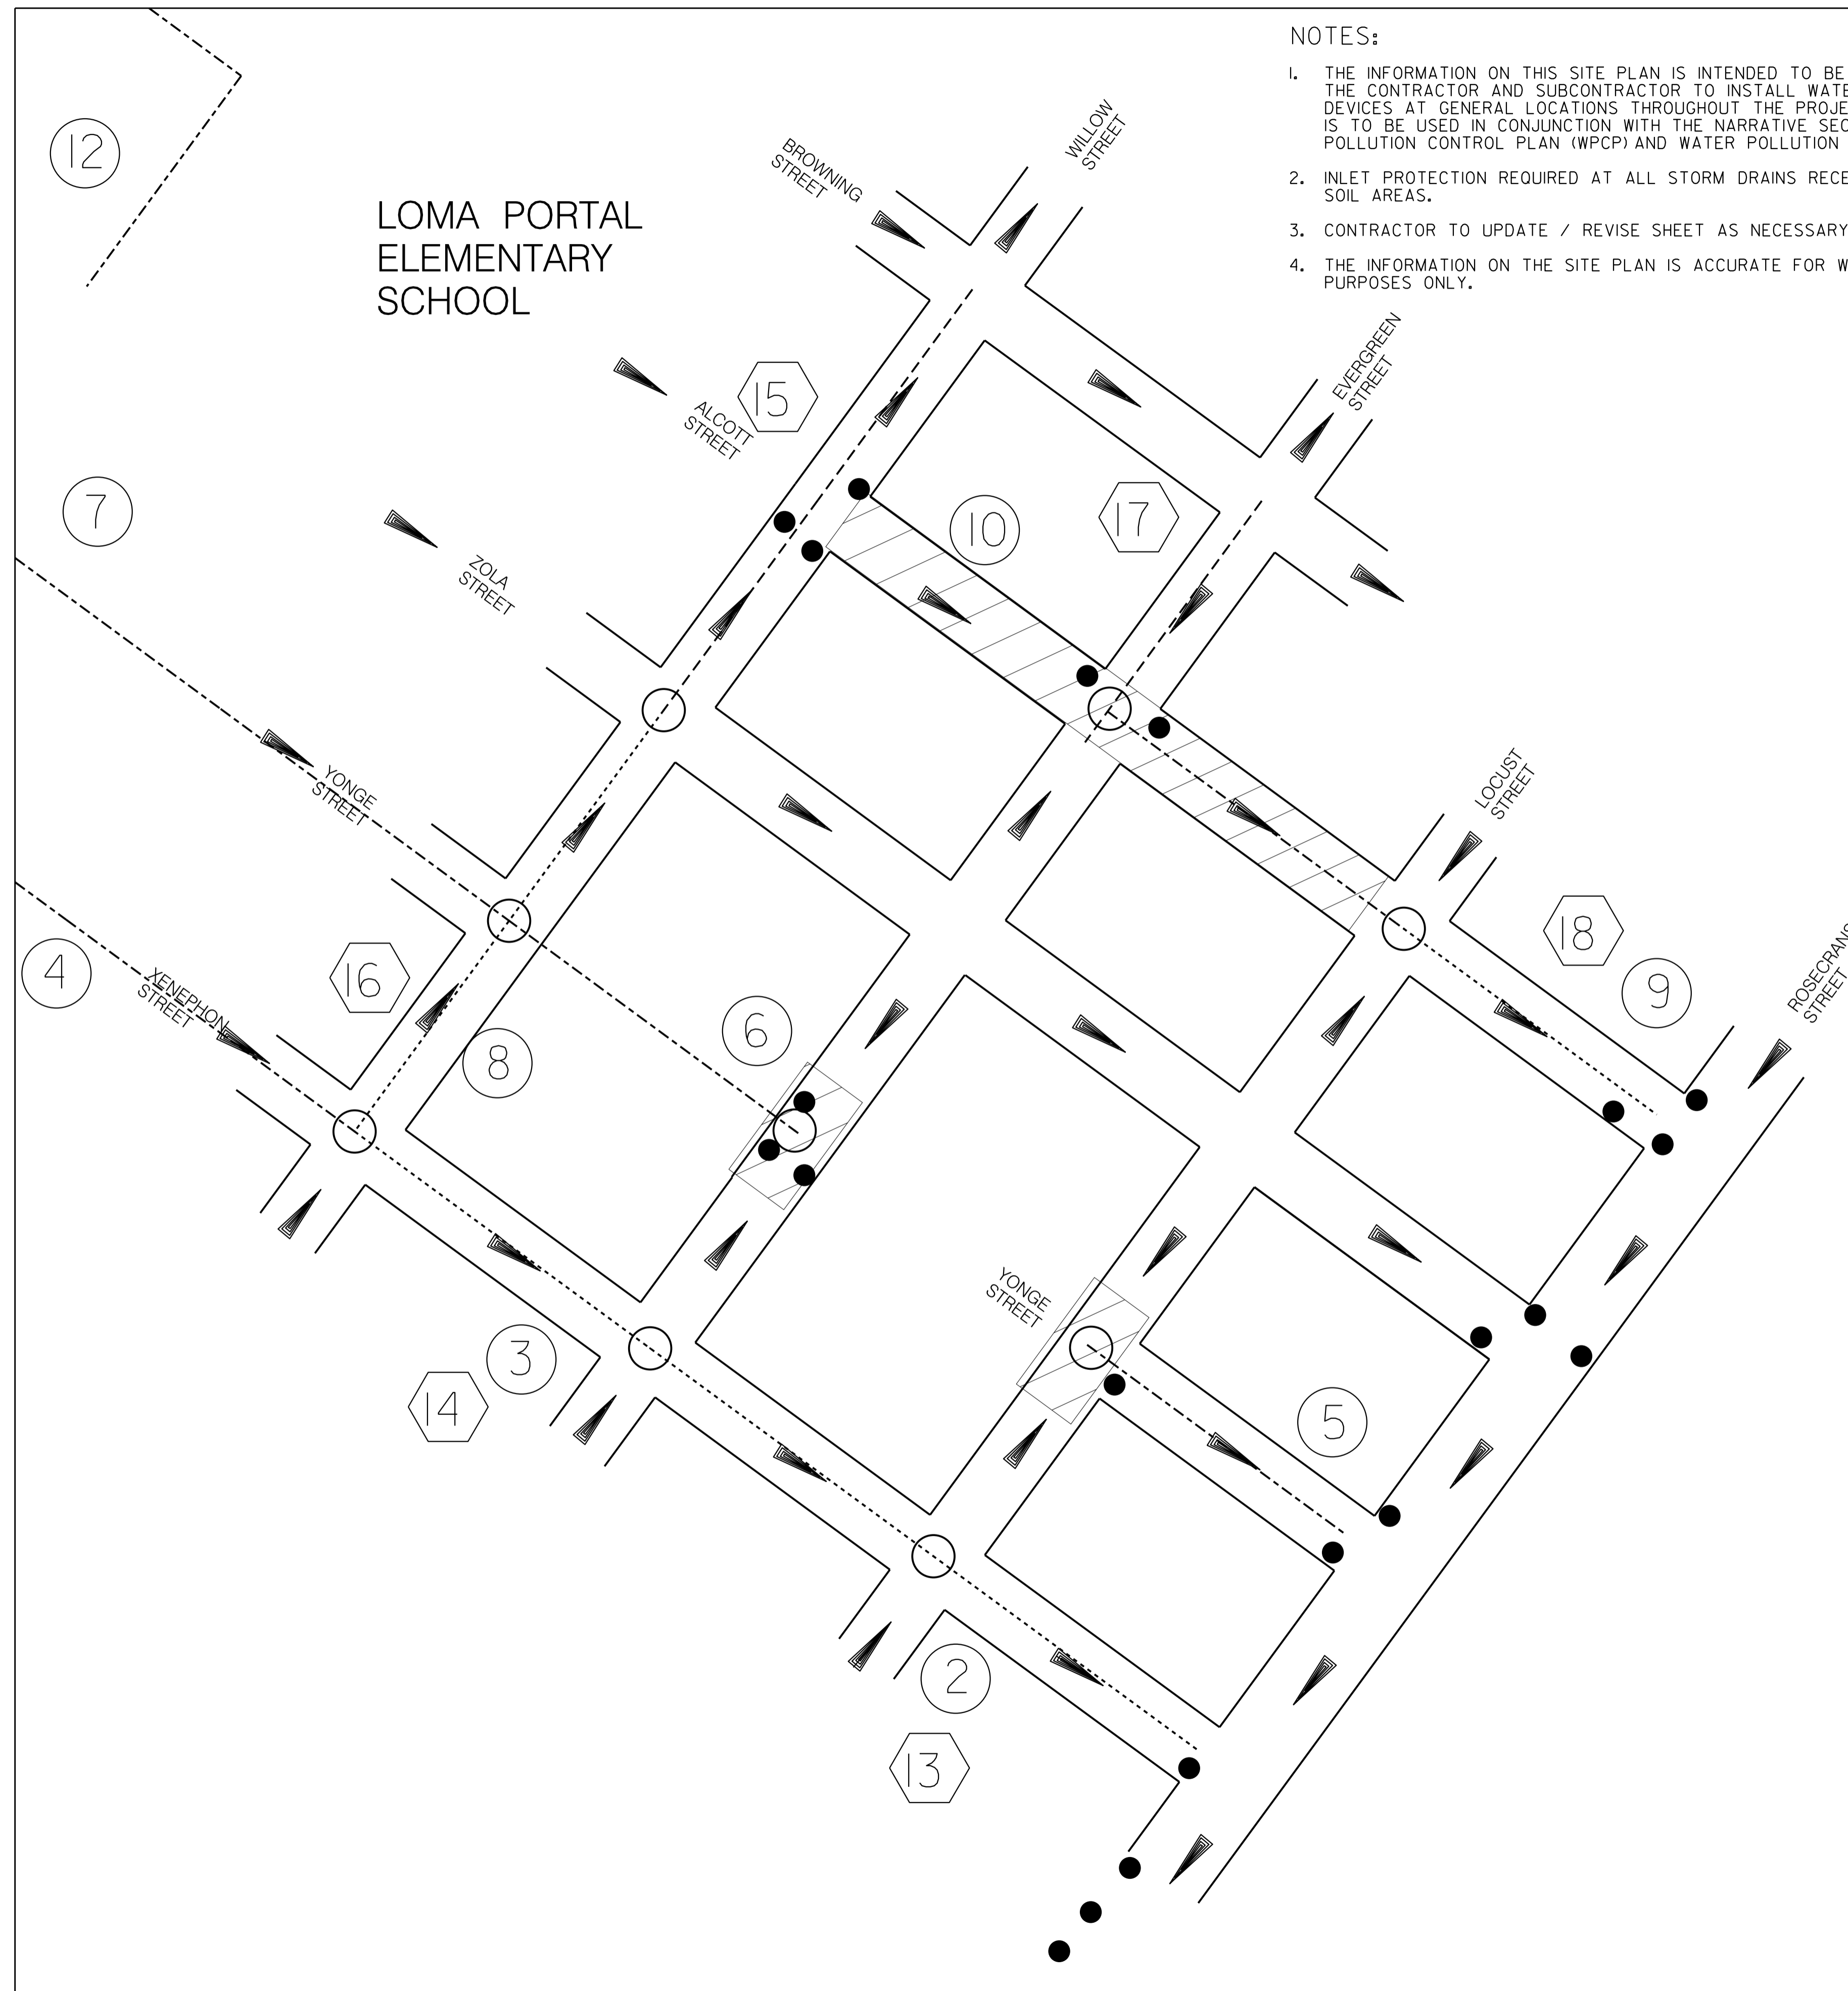 NOTES:
1. THE INFORMATION ON THIS SITE PLAN IS INTENDED TO BE
THE CONTRACTOR AND SUBCONTRACTOR TO INSTALL WATE
DEVICES AT GENERAL LOCATIONS THROUGHOUT THE PROJE
IS TO BE USED IN CONJUNCTION WITH THE NARRATIVE SEC
POLLUTION CONTROL PLAN (WPCP) AND WATER POLLUTION
2. INLET PROTECTION REQUIRED AT ALL STORM DRAINS RECE
SOIL AREAS.
3. CONTRACTOR TO UPDATE / REVISE SHEET AS NECESSARY
4. THE INFORMATION ON THE SITE PLAN IS ACCURATE FOR W
PURPOSES ONLY.
12
LOMA PORTAL
ELEMENTARY
SCHOOL
BROWNING
STREET
WILLOW
STREET
EVERGREEN
STREET
15
ALCOTT
STREET
7
10
17
ZOLA
STREET
YONGE
STREET
LOCUST
STREET
4
XENEPHON
STREET
16
18
9
ROSECRANS
STREET
6
8
YONGE
STREET
3
14
5
2
13